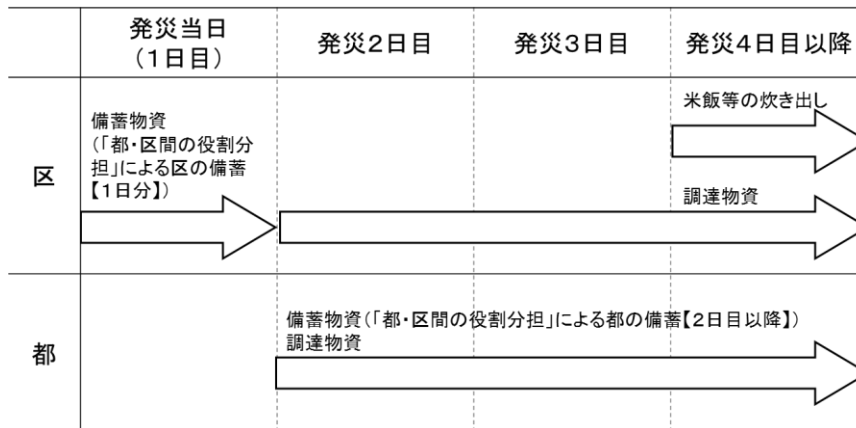 発災当日
(1日目)
発災2日目
発災3日目
発災4日目以降
区
備蓄物資
(「都・区間の役割分
担」による区の備蓄
【1日分】)
米飯等の炊き出し
調達物資
都
備蓄物資(「都・区間の役割分担」による都の備蓄【2日目以降】)
調達物資